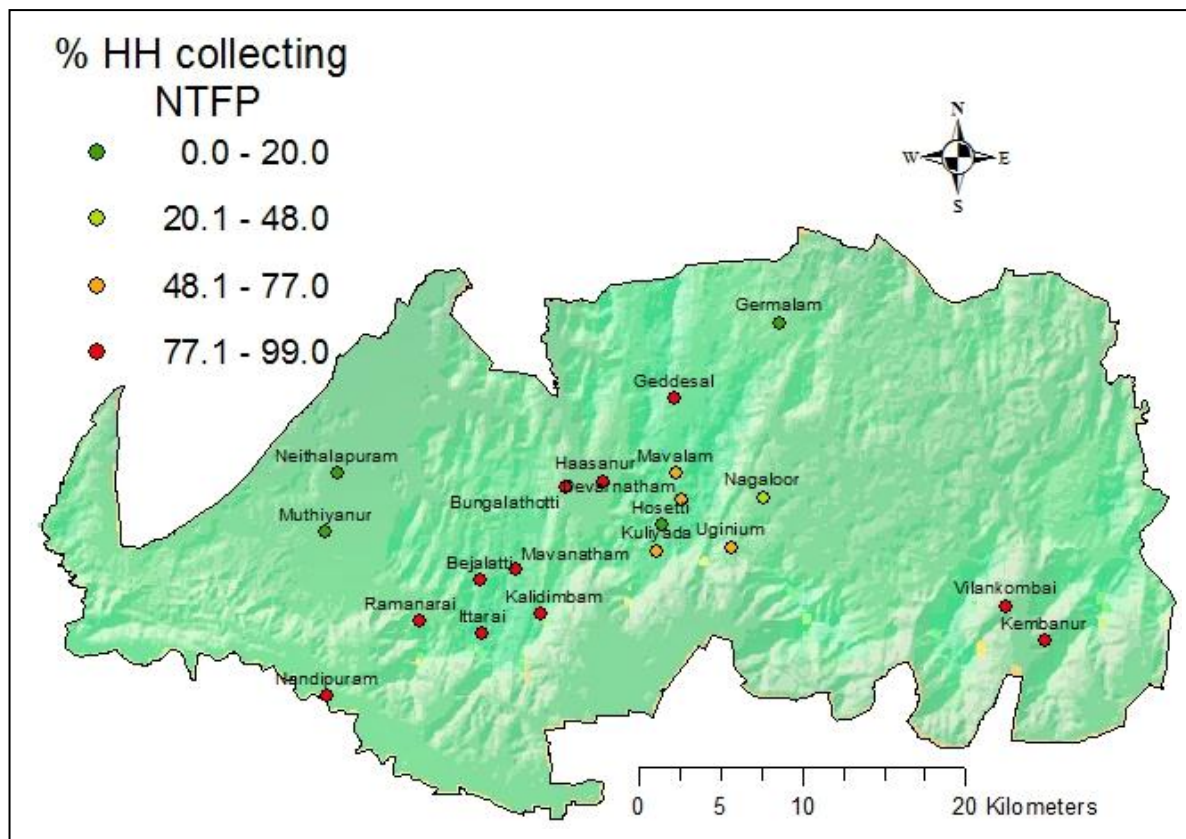 % HH collecting
NTFP
0.0 - 20.0
20.1 - 48.0
48.1 - 77.0
77.1 - 99.0
N
W E
S
Germalam
Geddesal
Neithalapuram
Haasanur
Mavalam
Bungalathotti
Devarnatham
Nagaloor
Muthiyanur
Hosetti
Kuliyada
Uginium
Bejalatti
Mavanatham
Ramanarai
Ittarai
Kalidimbam
Vilankombai
Kembanur
Nandipuram
0 5 10 20 Kilometers